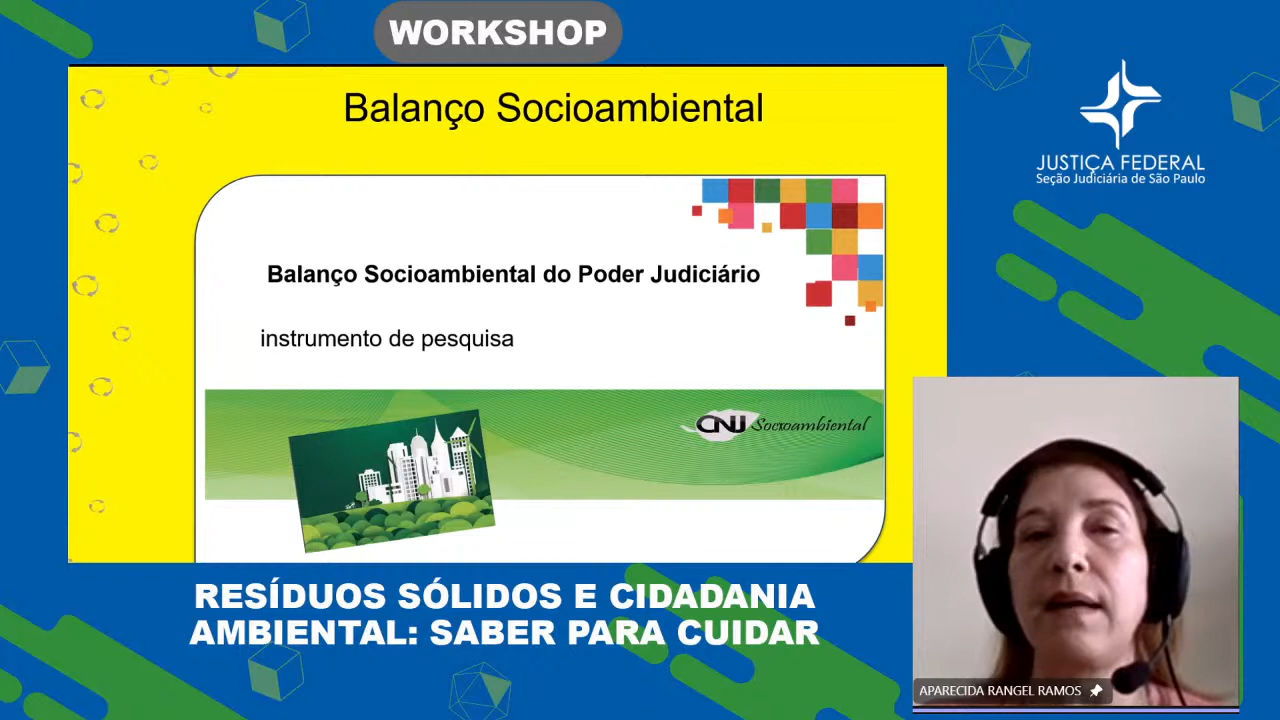 WORKSHOP
Balanço Socioambiental
JUSTIÇA FEDERAL
Seção Judiciária de São Paulo
Balanço Socioambiental do Poder Judiciário
instrumento de pesquisa
CNJ Socioambiental
RESÍDUOS SÓLIDOS E CIDADANIA
AMBIENTAL: SABER PARA CUIDAR
APARECIDA RANGEL RAMOS